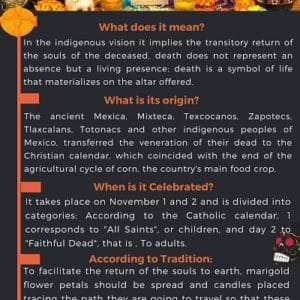 What does it mean?
In the indigenous vision it implies the transitory return
of the souls of the deceased, death does not represent an
absence but a living presence; death is a symbol of life
that materializes on the altar offered.
What is its origin?
The ancient Mexica, Mixteca, Texcocanos, Zapotecs,
Tlaxcalans, Totonacs and other indigenous peoples of
Mexico, transferred the veneration of their dead to the
Christian calendar, which coincided with the end of the
agricultural cycle of corn, the country's main food crop.
When is it Celebrated?
It takes place on November 1 and 2 and is divided into
categories: According to the Catholic calendar, 1
corresponds to "All Saints", or children, and day 2 to
"Faithful Dead", that is , To adults.
According to Tradition:
To facilitate the return of the souls to earth, marigold
flower petals should be spread and candles placed
tracing the path they are going to travel so that these